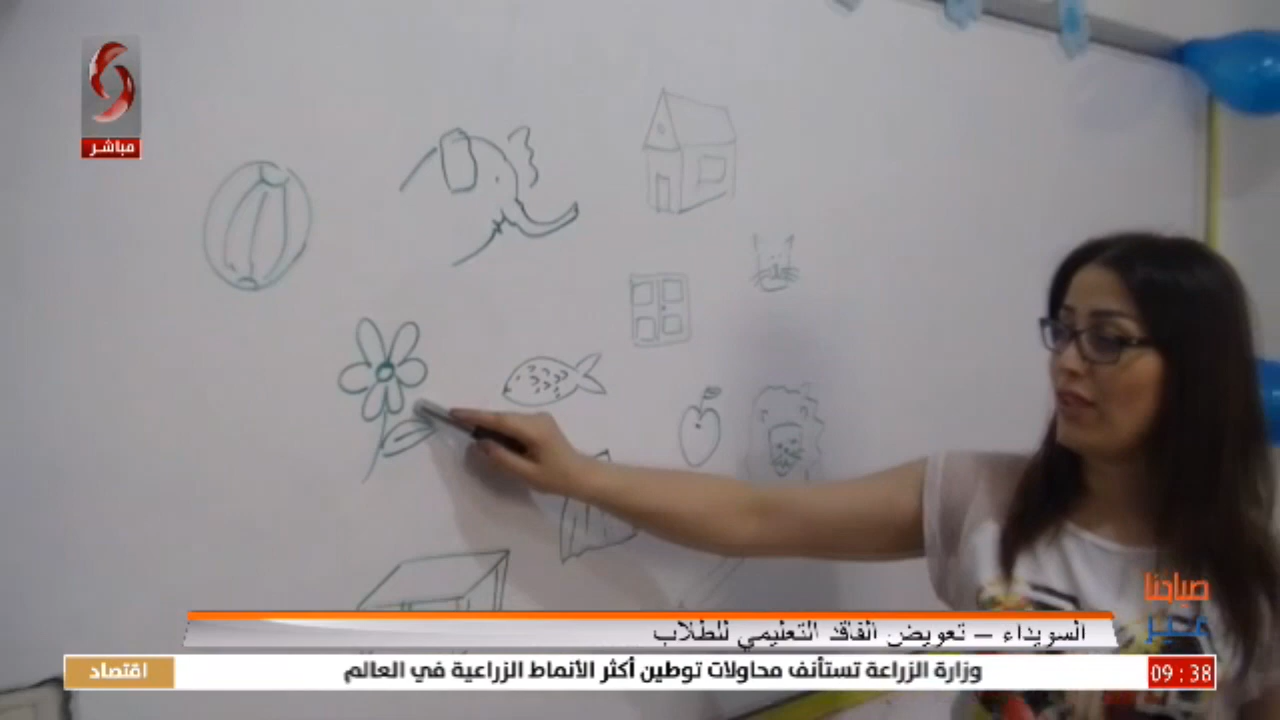 مباشر
صباحنا
غير
السويداء – تعويض الفاقد التعليمي للطلاب
اقتصاد
وزارة الزراعة تستأنف محاولات توطين أكثر الأنماط الزراعية في العالم
09:38